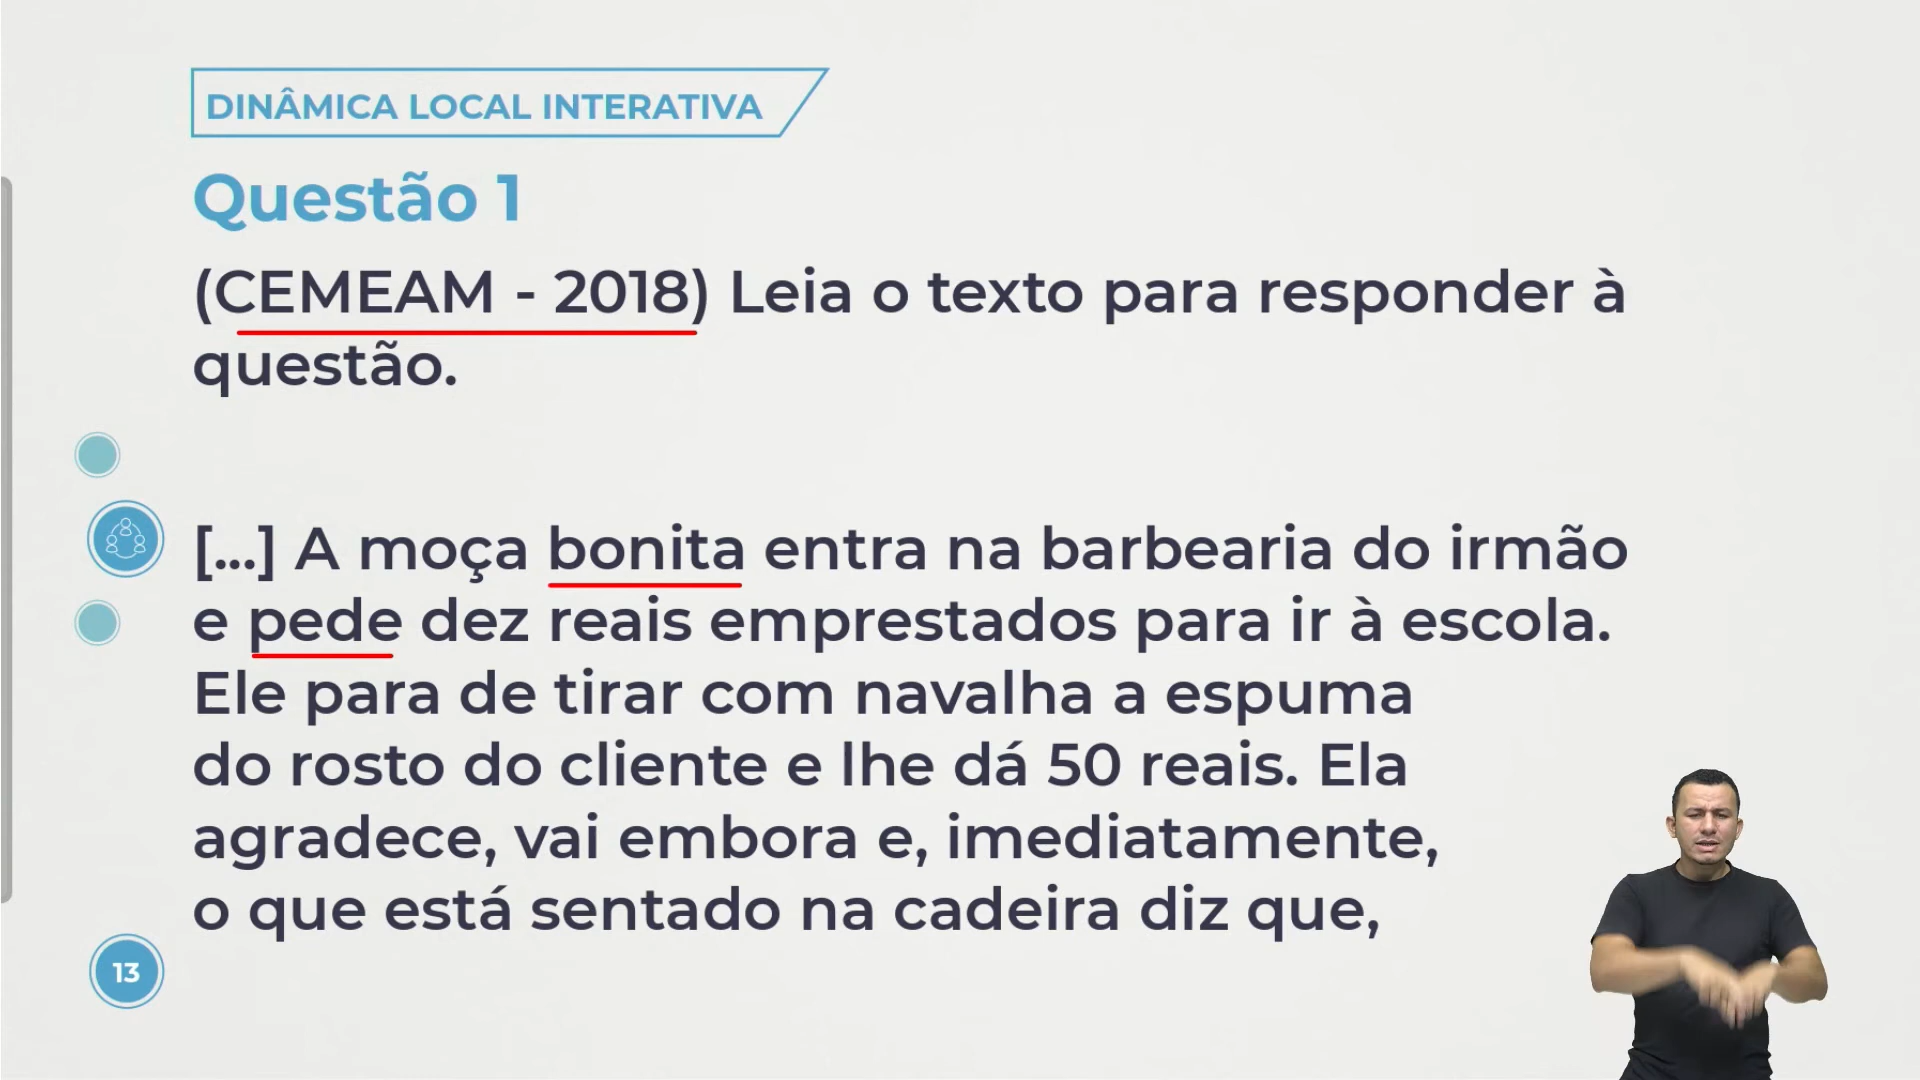 DINÂMICA LOCAL INTERATIVA
Questão 1
(CEMEAM - 2018) Leia o texto para responder à
questão.
[...] A moça bonita entra na barbearia do irmão
e pede dez reais emprestados para ir à escola.
Ele para de tirar com navalha a espuma
do rosto do cliente e lhe dá 50 reais. Ela
agradece, vai embora e, imediatamente,
o que está sentado na cadeira diz que,
13